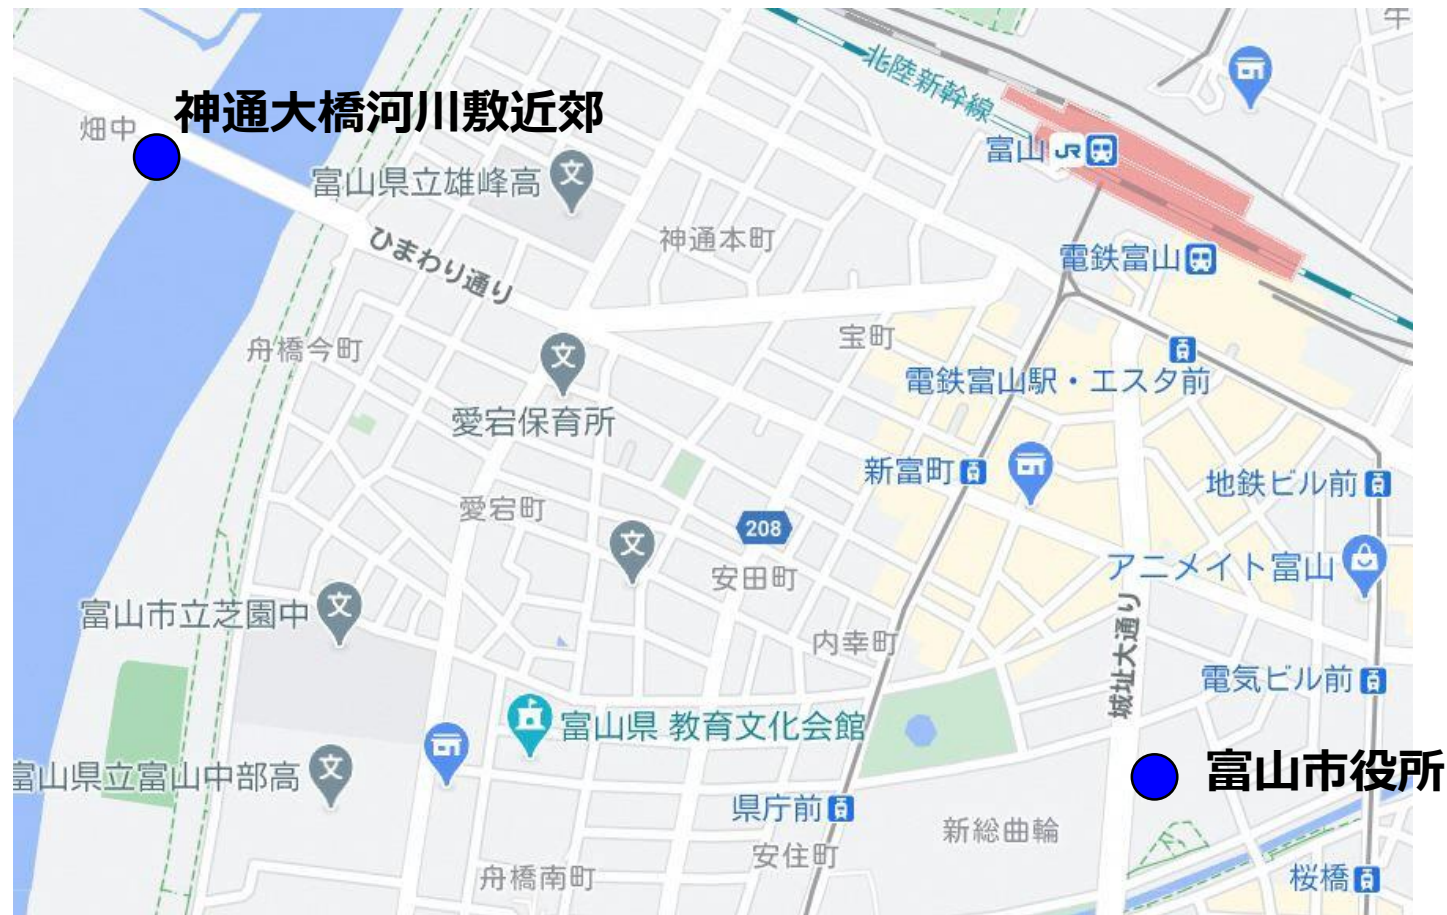 牛
北陸新幹線
神通大橋河川敷近郊
畑中
富山
JR
富山県立雄峰高
文
神通本町
ひまわり通り
電鉄富山
舟橋今町
宝町
文
電鉄富山駅・エスタ前
愛宕保育所
新富町
地鉄ビル前
愛宕町
208
文
アニメイト富山
安田町
富山市立芝園中
文
内幸町
城址大通り
電気ビル前
富山県 教育文化会館
富山市役所
富山県立富山中部高
文
県庁前
新総曲輪
安住町
舟橋南町
桜橋